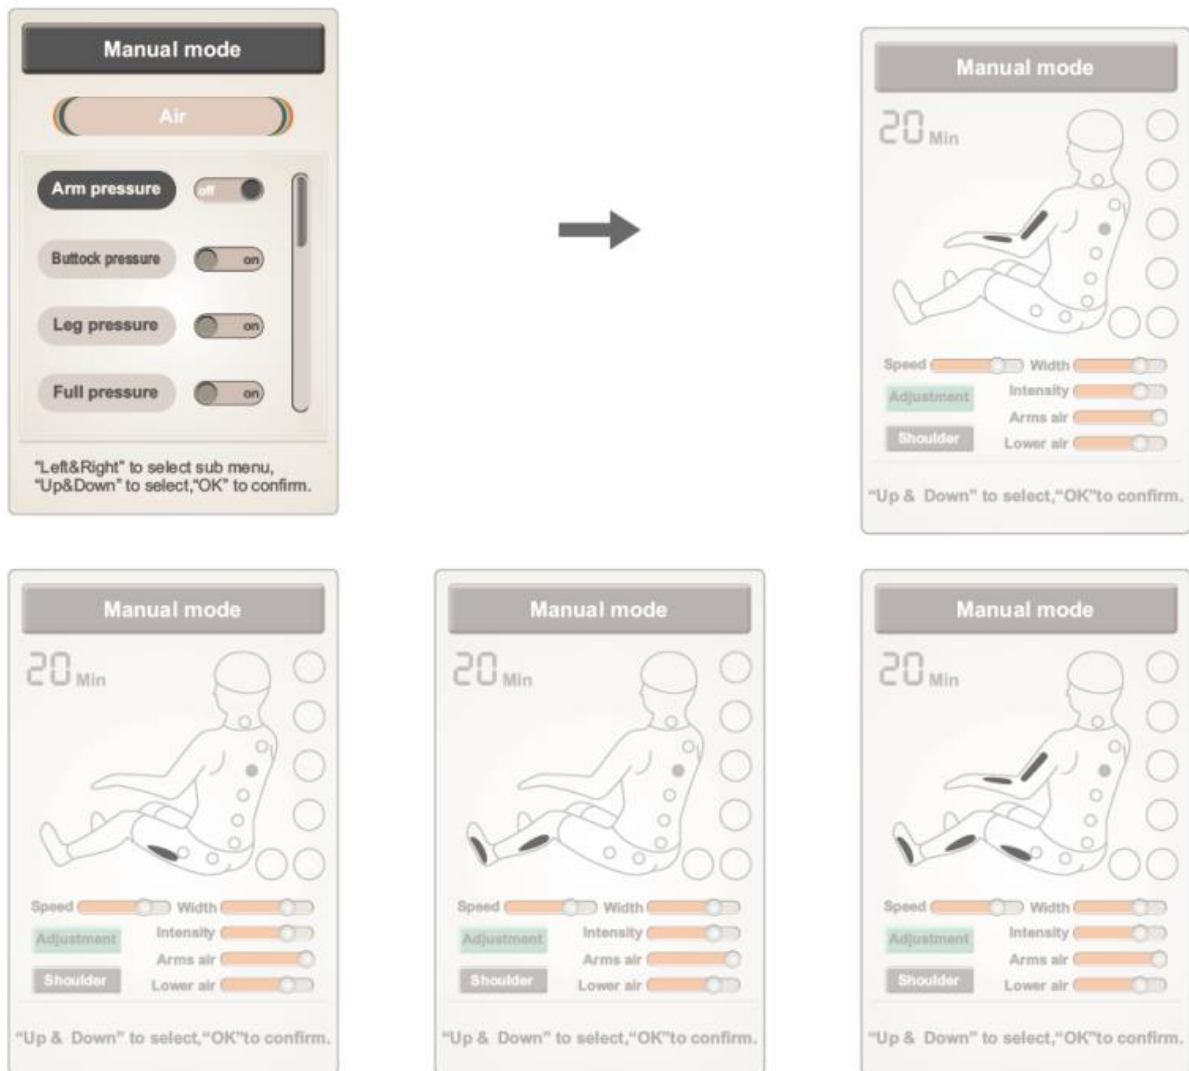 Manual mode
Air
Arm pressure off
Buttock pressure on
Leg pressure on
Full pressure on
“Left&Right” to select sub menu,
“Up&Down” to select,“OK” to confirm.
Manual mode
20 Min
Speed Width
Adjustment Intensity
Arms air
Shoulder Lower air
“Up & Down” to select,“OK”to confirm.
Manual mode
20 Min
Speed Width
Adjustment Intensity
Arms air
Shoulder Lower air
“Up & Down” to select,“OK”to confirm.
Manual mode
20 Min
Speed Width
Adjustment Intensity
Arms air
Shoulder Lower air
“Up & Down” to select,“OK”to confirm.
Manual mode
20 Min
Speed Width
Adjustment Intensity
Arms air
Shoulder Lower air
“Up & Down” to select,“OK”to confirm.